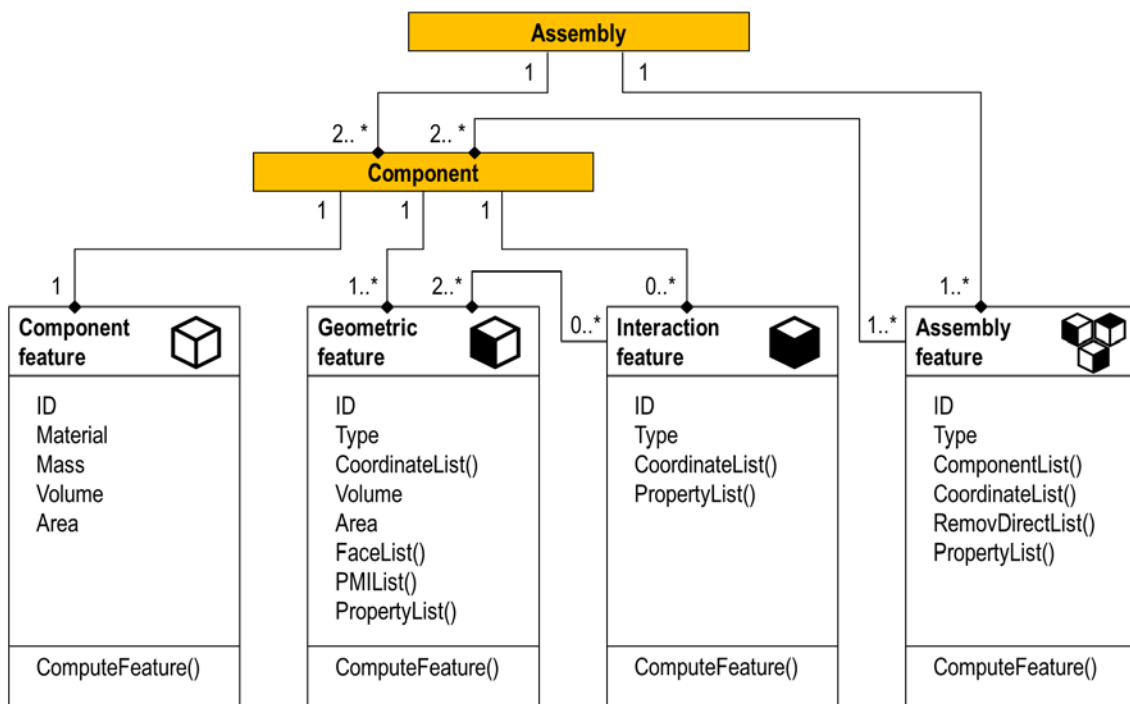 Assembly
1 1
2.. * 2.. *
Component
1 1 1
1 1..* 2..* 0..* 1..*
0..* 1..*
Component
feature
Geometric
feature
Interaction
feature
Assembly
feature
ID
Material
Mass
Volume
Area
ID
Type
CoordinateList()
Volume
Area
FaceList()
PMIList()
PropertyList()
ID
Type
CoordinateList()
PropertyList()
ID
Type
ComponentList()
CoordinateList()
RemovDirectList()
PropertyList()
ComputeFeature()
ComputeFeature()
ComputeFeature()
ComputeFeature()